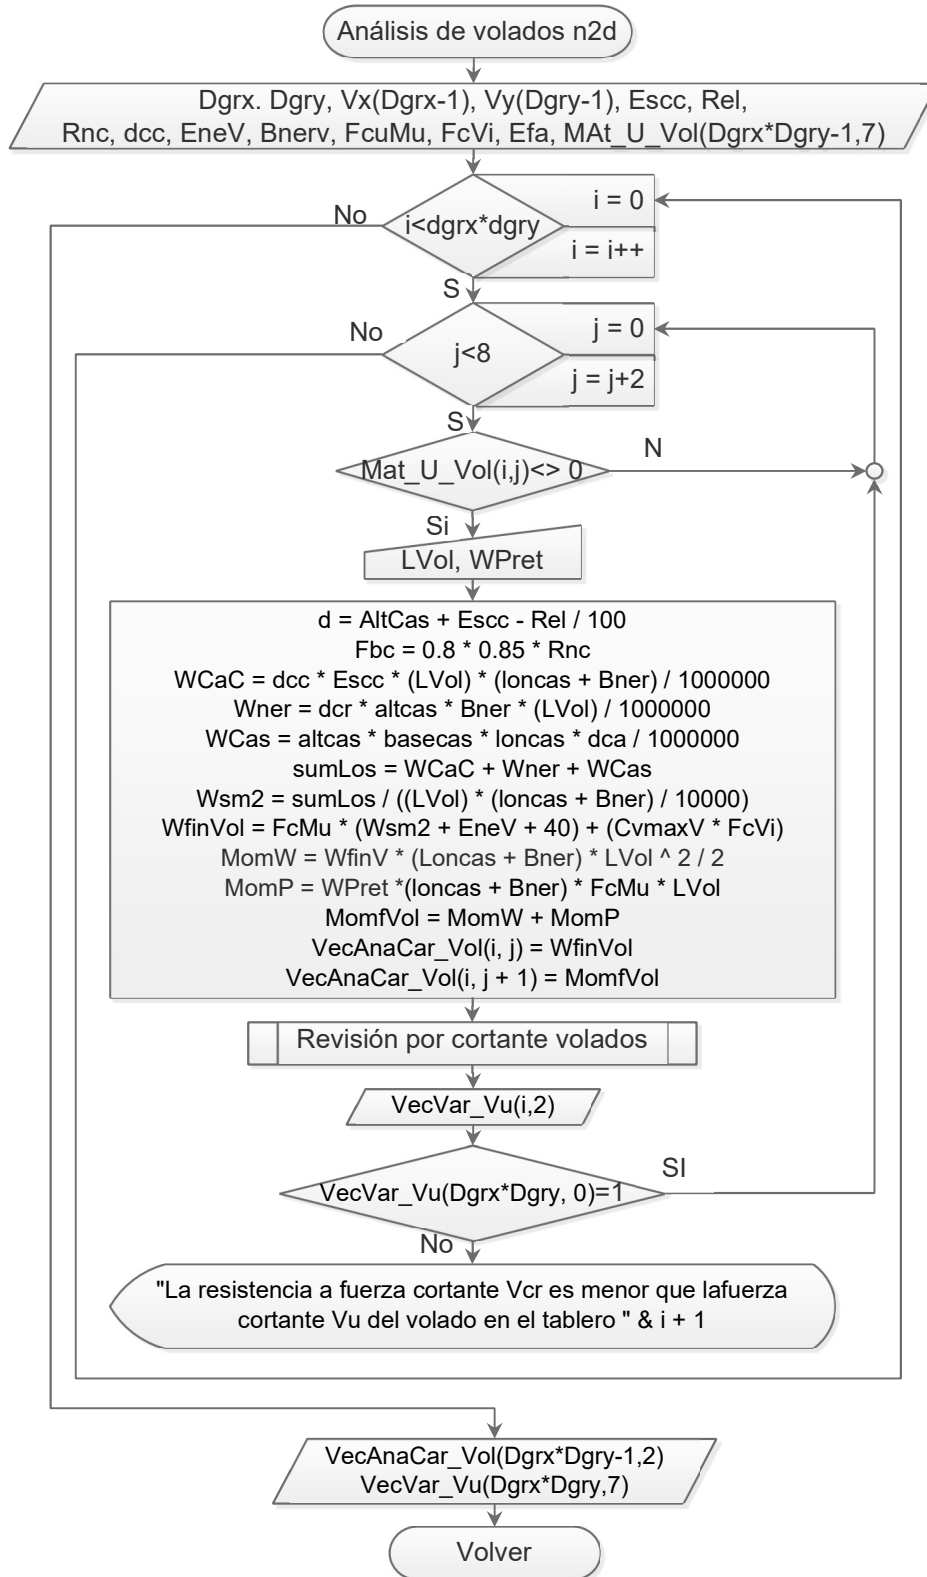 Análisis de volados n2d
Dgrx. Dgry, Vx(Dgrx-1), Vy(Dgry-1), Escc, Rel,
Rnc, dcc, EneV, Bnerv, FcuMu, FcVi, Efa, MAt_U_Vol(Dgrx*Dgry-1,7)
No
i<dgrx*dgry
i = 0
i = i++
S
No
j<8
j = 0
j = j+2
S
Mat_U_Vol(i,j)<> 0
N
Si
LVol, WPret
d = AltCas + Escc - Rel / 100
Fbc = 0.8 * 0.85 * Rnc
WCaC = dcc * Escc * (LVol) * (loncas + Bner) / 1000000
Wner = dcr * altcas * Bner * (LVol) / 1000000
WCas = altcas * basecas * loncas * dca / 1000000
sumLos = WCaC + Wner + WCas
Wsm2 = sumLos / ((LVol) * (loncas + Bner) / 10000)
WfinVol = FcMu * (Wsm2 + EneV + 40) + (CvmaxV * FcVi)
MomW = WfinV * (Loncas + Bner) * LVol ^ 2 / 2
MomP = WPret *(loncas + Bner) * FcMu * LVol
MomfVol = MomW + MomP
VecAnaCar_Vol(i, j) = WfinVol
VecAnaCar_Vol(i, j + 1) = MomfVol
Revisión por cortante volados
VecVar_Vu(i,2)
VecVar_Vu(Dgrx*Dgry, 0)=1
SI
No
"La resistencia a fuerza cortante Vcr es menor que lafuerza
cortante Vu del volado en el tablero " & i + 1
VecAnaCar_Vol(Dgrx*Dgry-1,2)
VecVar_Vu(Dgrx*Dgry,7)
Volver